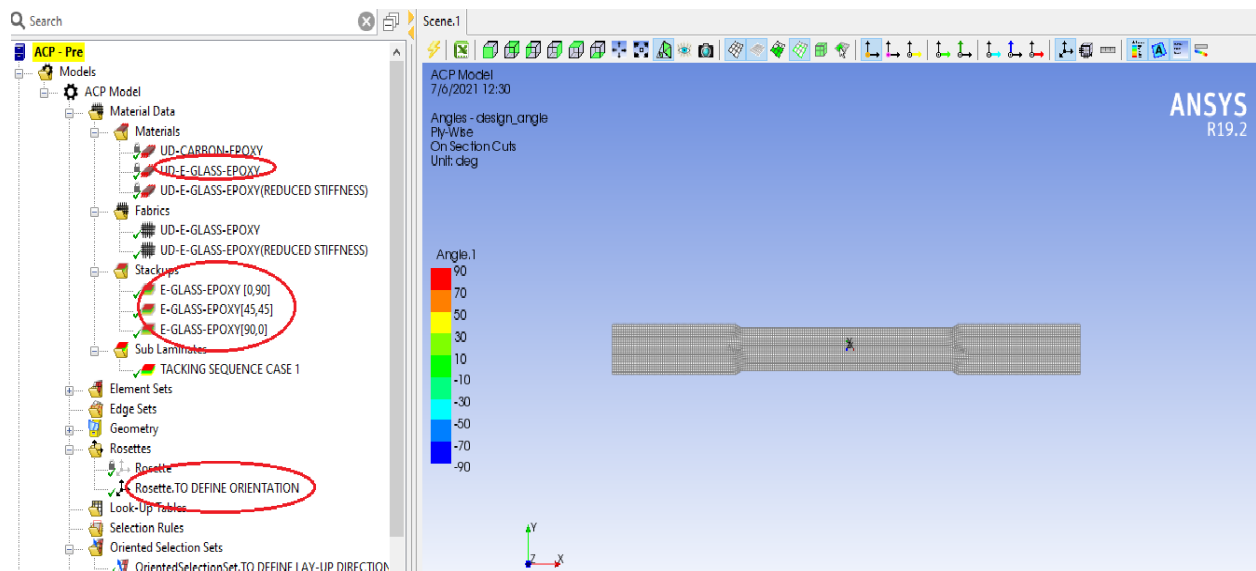 Search
ACP - Pre
Models
ACP Model
Material Data
Materials
UD-CARBON-EPOXY
UD-E-GLASS-EPOXY
UD-E-GLASS-EPOXY(REDUCED STIFFNESS)
Fabrics
UD-E-GLASS-EPOXY
UD-E-GLASS-EPOXY(REDUCED STIFFNESS)
Stackups
E-GLASS-EPOXY [0,90]
E-GLASS-EPOXY[45,45]
E-GLASS-EPOXY[90,0]
Sub Laminates
TACKING SEQUENCE CASE 1
Element Sets
Edge Sets
Geometry
Rosettes
Rosette
Rosette.TO DEFINE ORIENTATION
Look-Up Tables
Selection Rules
Oriented Selection Sets
OrientedSelectionSet.TO DEFINE LAY-UP DIRECTION
Scene.1
ACP Model
7/6/2021 12:30
Angles - design_angle
Ply-Wise
On Section Cuts
Unit: deg
ANSYS
R19.2
Angle.1
90
70
50
30
10
-10
-30
-50
-70
-90
Y
Z
X